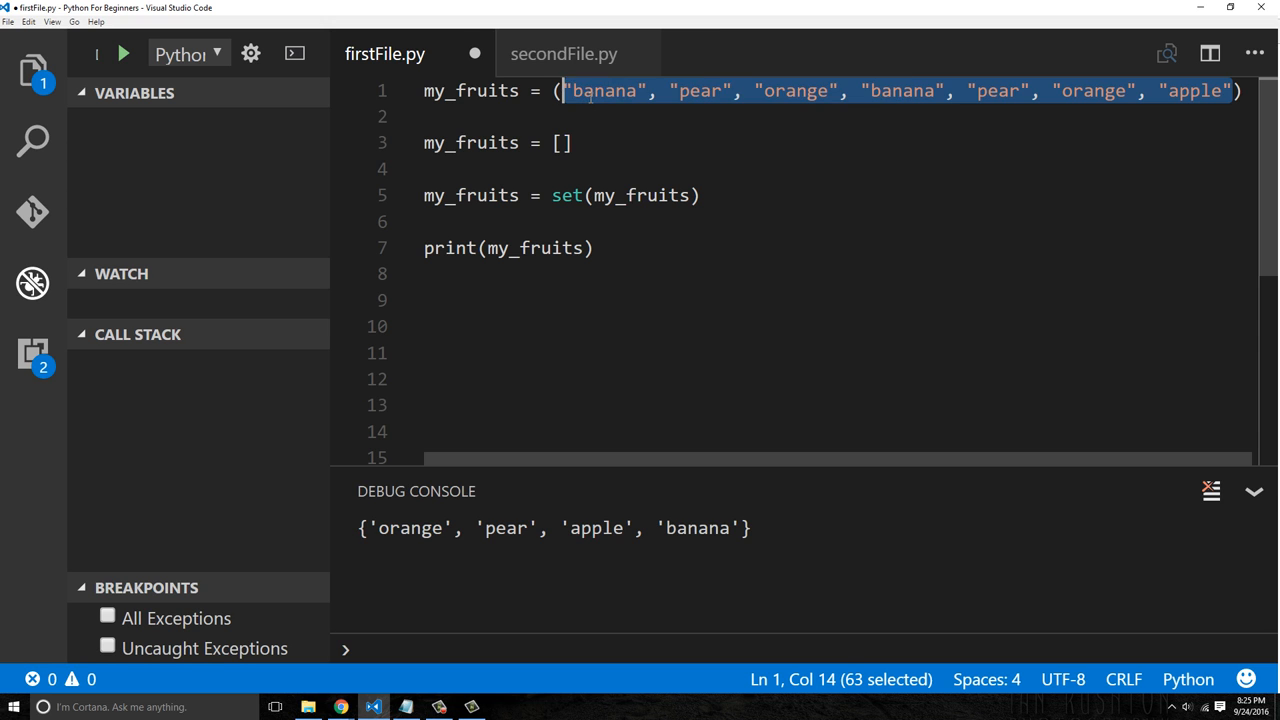 ● firstFile.py - Python For Beginners - Visual Studio Code
File Edit View Go Help
Python
firstFile.py
secondFile.py
1
VARIABLES
WATCH
CALL STACK
2
BREAKPOINTS
All Exceptions
Uncaught Exceptions
1 my_fruits = ("banana", "pear", "orange", "banana", "pear", "orange", "apple")
2
3 my_fruits = []
4
5 my_fruits = set(my_fruits)
6
7 print(my_fruits)
8
9
10
11
12
13
14
15
DEBUG CONSOLE
{'orange', 'pear', 'apple', 'banana'}
0 0 Ln 1, Col 14 (63 selected) Spaces: 4 UTF-8 CRLF Python
I'm Cortana. Ask me anything.
8:25 PM
9/24/2016